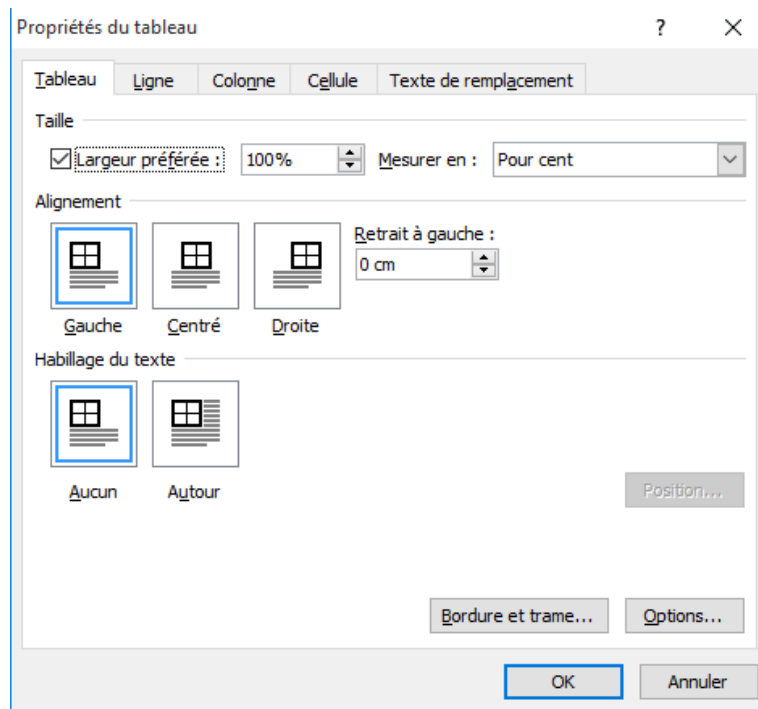 Propriétés du tableau ?
Tableau Ligne Colonne Cellule Texte de remplacement
Taille
Largeur préférée : 100% Mesurer en : Pour cent
Alignement
Retrait à gauche :
0 cm
Gauche Centré Droite
Habillage du texte
Aucun Autour Position...
Bordure et trame... Options...
OK Annuler